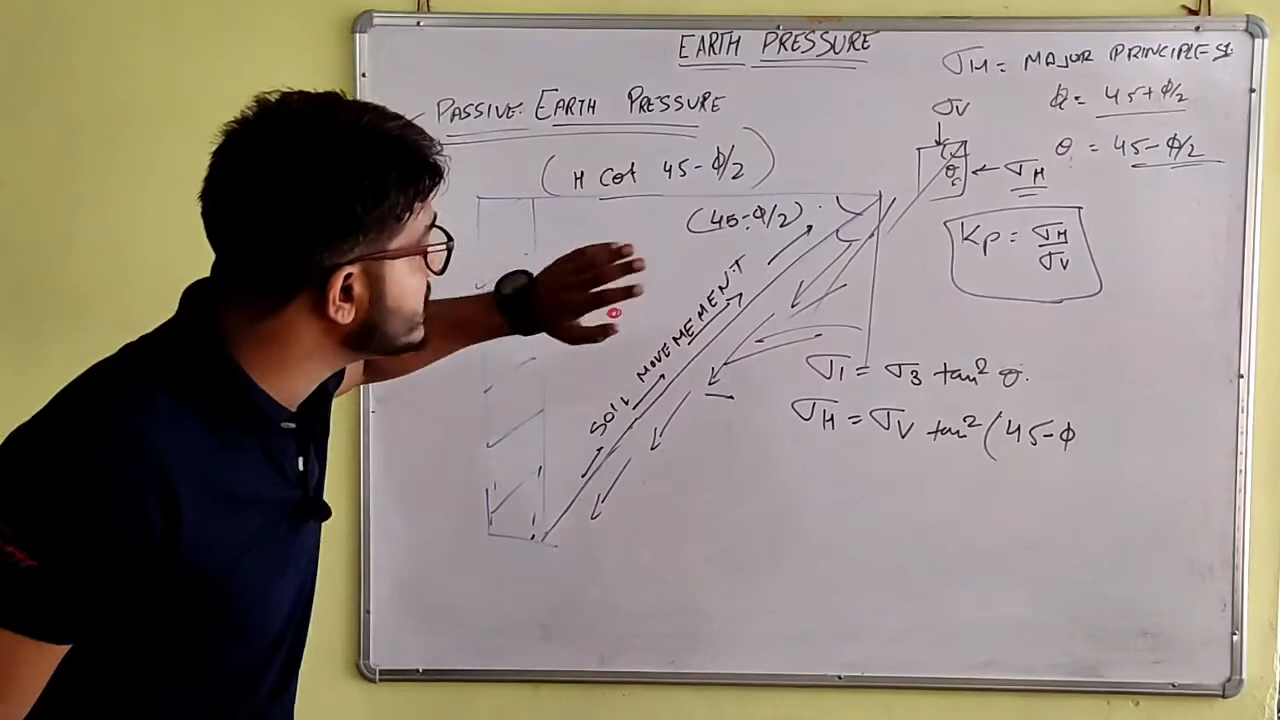 EARTH PRESSURE
σH = MAJOR PRINCIPLE
PASSIVE EARTH PRESSURE
= 45+φ/2
σV
θ = 45-φ/2
(H cot 45-φ/2)
θ
σH
(45-φ/2)
Kp = σH/σV
SOIL MOVEMEMENT
σ1 = σ3 tan² θ.
σH = σV tan² (45-φ